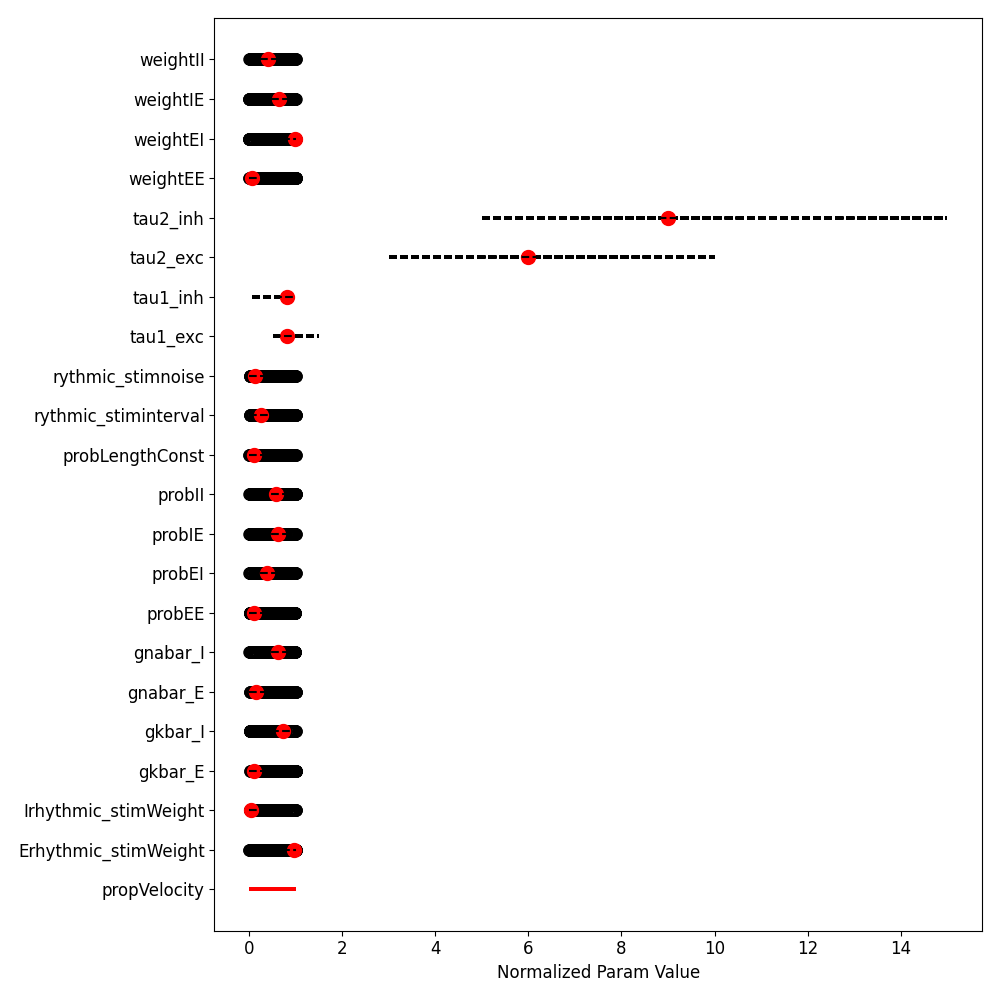 weightII
weightIE
weightEI
weightEE
tau2_inh
tau2_exc
tau1_inh
tau1_exc
rythmic_stimnoise
rythmic_stiminterval
probLengthConst
probII
probIE
probEI
probEE
gnabar_I
gnabar_E
gkbar_I
gkbar_E
Irhythmic_stimWeight
Erhythmic_stimWeight
propVelocity
0 2 4 6 8 10 12 14
Normalized Param Value